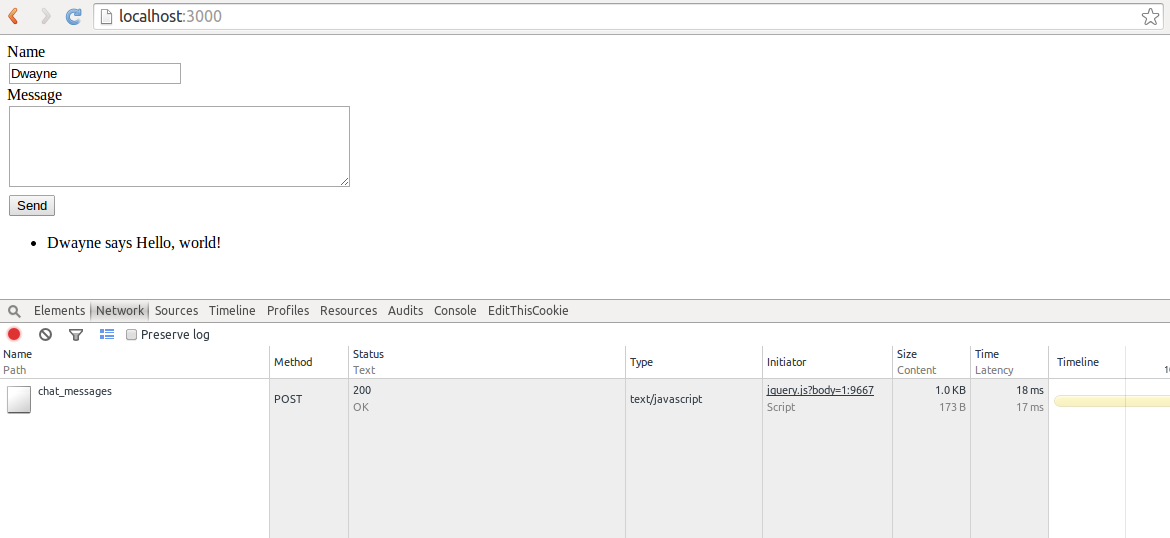 localhost:3000
Name
Dwayne
Message
Send
Dwayne says Hello, world!
Elements Network Sources Timeline Profiles Resources Audits Console EditThisCookie
Preserve log
Name Method Status Type Initiator Size Time Timeline
Path Text Content Latency
chat_messages POST 200 text/javascript jquery.js?body=1:9667 1.0 KB 18 ms
OK Script 173 B 17 ms